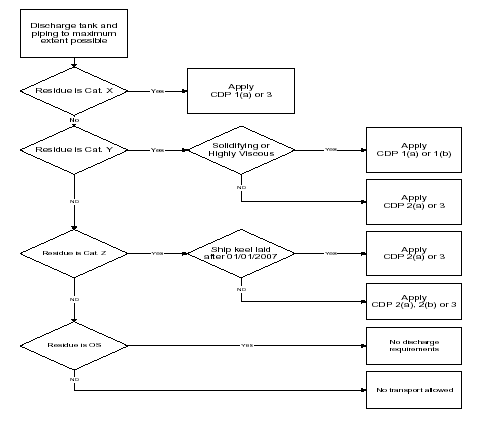 Discharge tank and
piping to maximum
extent possible
Residue is Cat. X
Yes
Apply
CDP 1(a) or 3
No
Residue is Cat. Y
Yes
Solidifying or
Highly Viscous
Yes
Apply
CDP 1(a) or 1(b)
NO
Apply
CDP 2(a) or 3
NO
Residue is Cat. Z
Yes
Ship keel laid
after 01/01/2007
Yes
Apply
CDP 2(a) or 3
NO
Apply
CDP 2(a), 2(b) or 3
NO
Residue is OS
Yes
No discharge
requirements
NO
No transport allowed